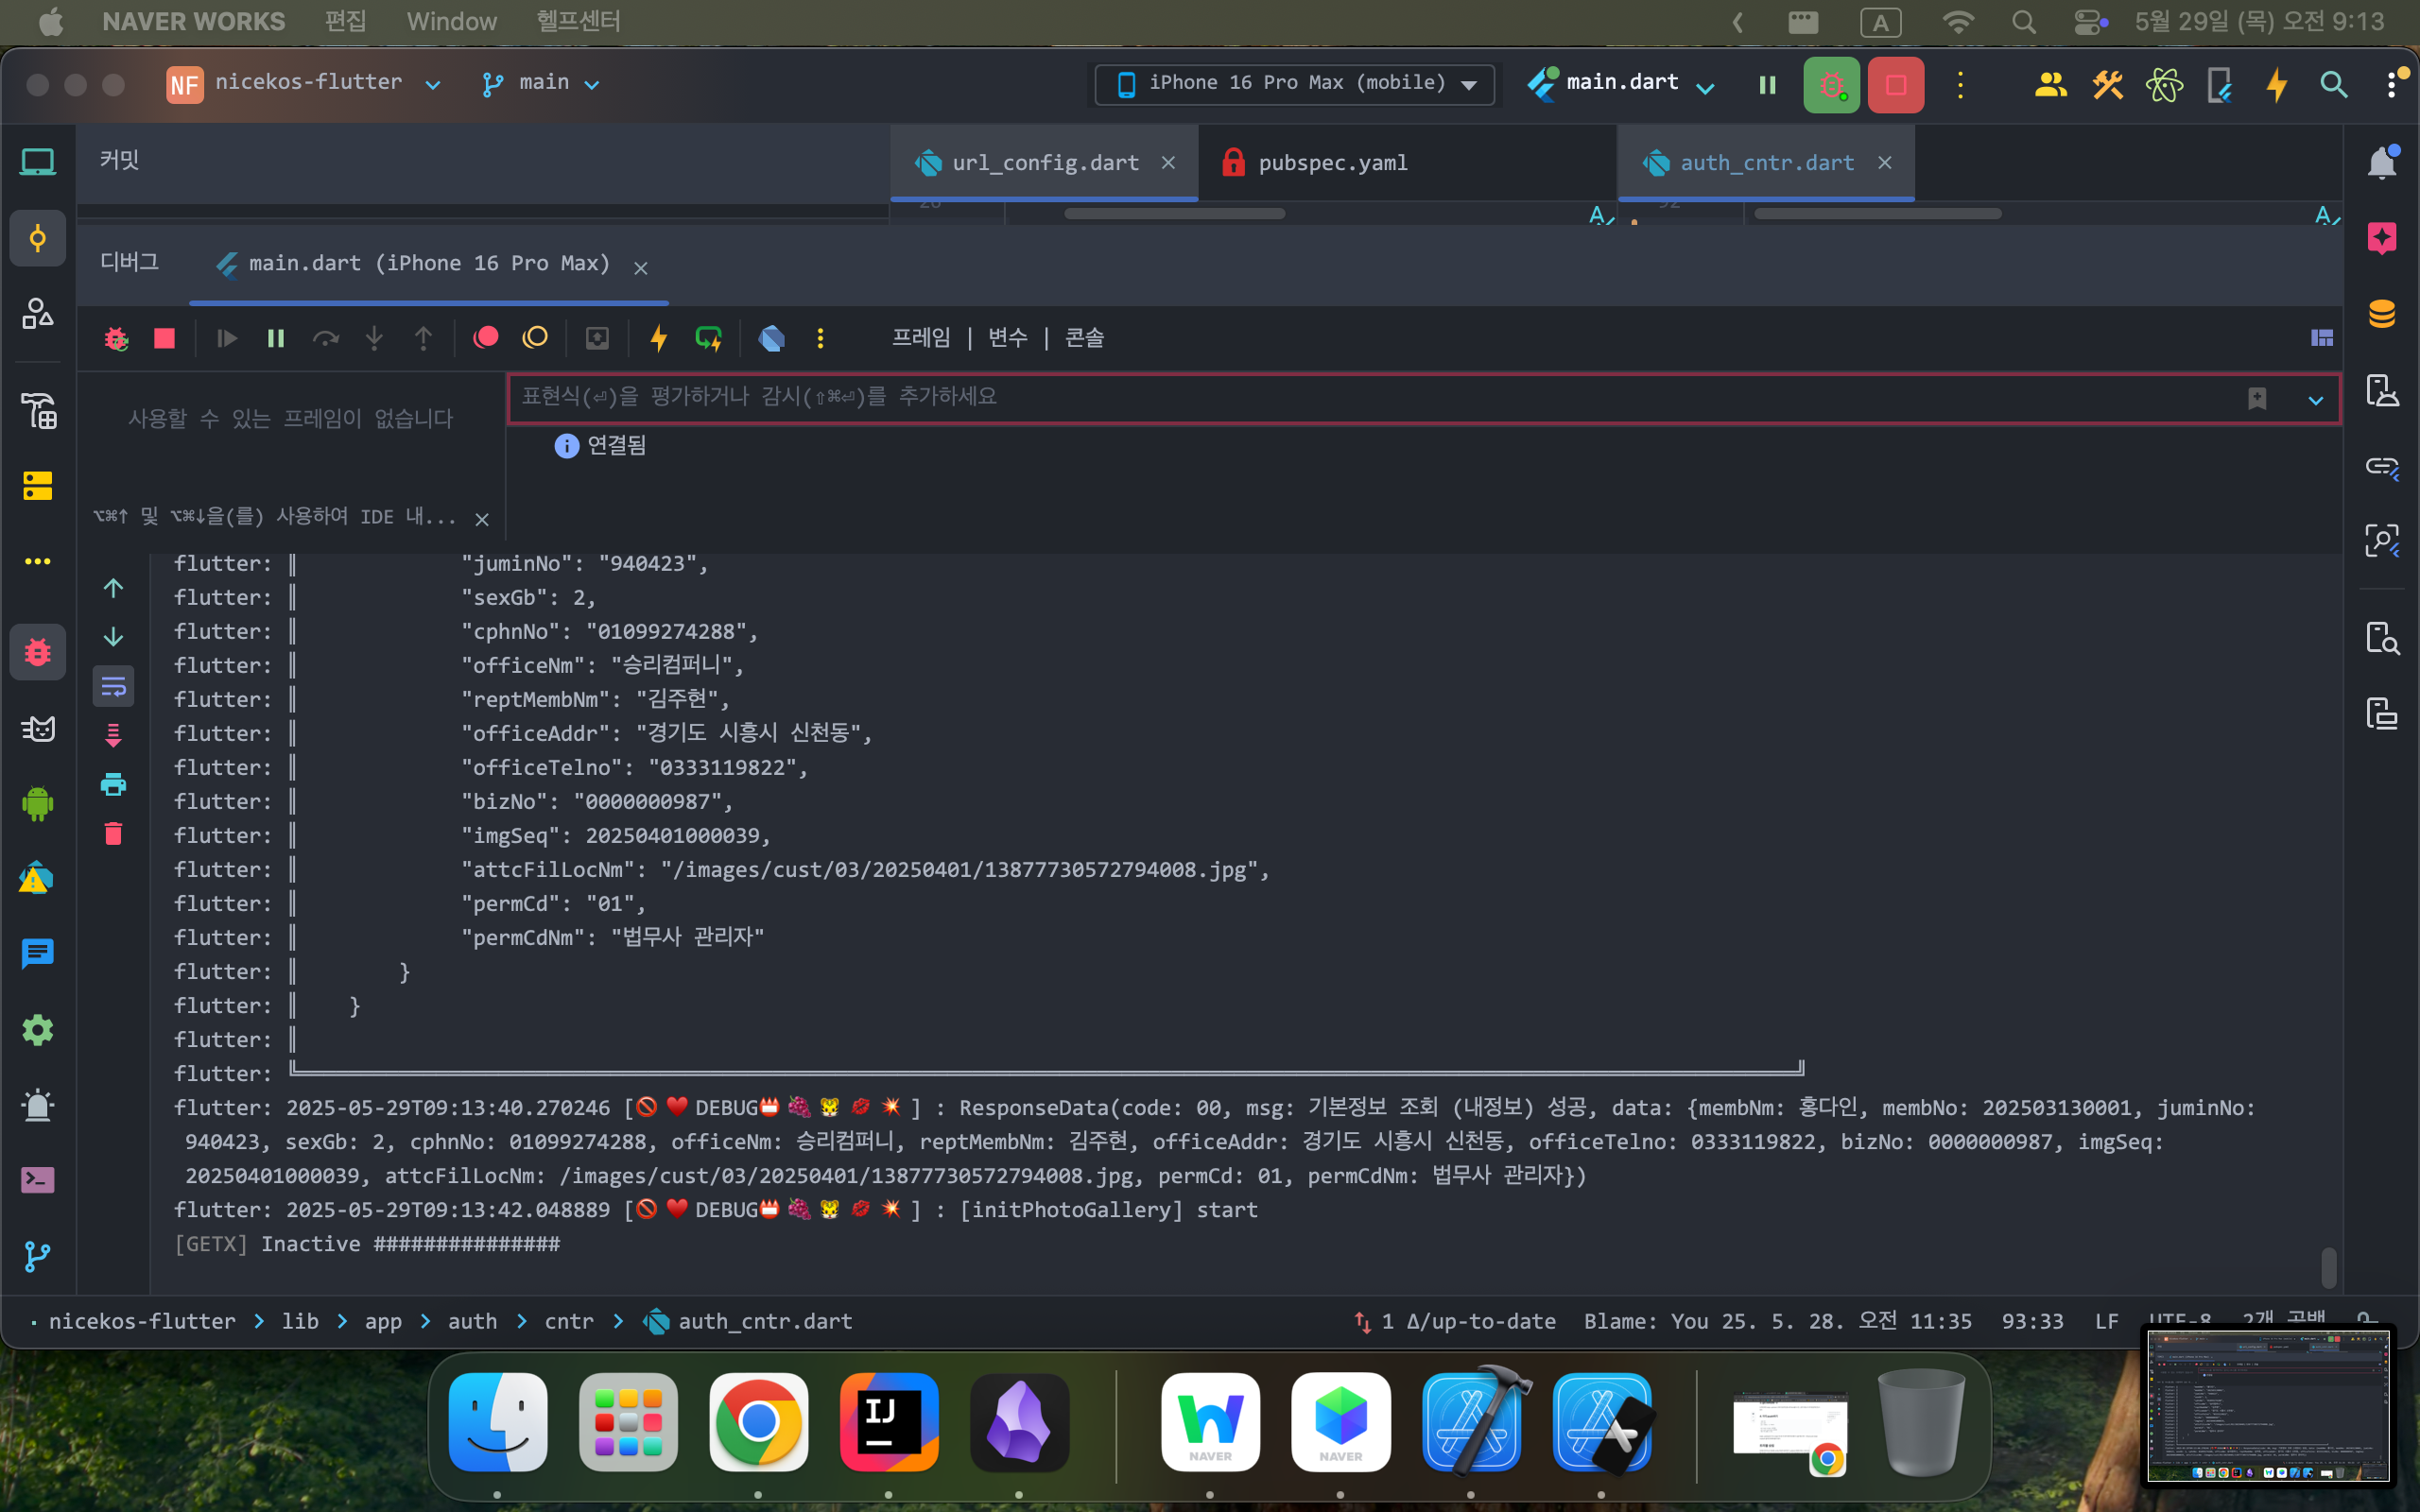 NAVER WORKS 편집 Window 헬프센터 A 5월 29일 (목) 오전 9:13
NF nicekos-flutter main iPhone 16 Pro Max (mobile) main.dart
커밋 url_config.dart pubspec.yaml auth_cntr.dart
디버그 main.dart (iPhone 16 Pro Max)
프레임 | 변수 | 콘솔
표현식(⏎)을 평가하거나 감시(⇧⌘⏎)를 추가하세요
사용할 수 있는 프레임이 없습니다
연결됨
⌥⌘↑ 및 ⌥⌘↓을(를) 사용하여 IDE 내...
flutter: ║ "juminNo": "940423",
flutter: ║ "sexGb": 2,
flutter: ║ "cphnNo": "01099274288",
flutter: ║ "officeNm": "승리컴퍼니",
flutter: ║ "reptMembNm": "김주현",
flutter: ║ "officeAddr": "경기도 시흥시 신천동",
flutter: ║ "officeTelno": "0333119822",
flutter: ║ "bizNo": "0000000987",
flutter: ║ "imgSeq": 20250401000039,
flutter: ║ "attcFilLocNm": "/images/cust/03/20250401/13877730572794008.jpg",
flutter: ║ "permCd": "01",
flutter: ║ "permCdNm": "법무사 관리자"
flutter: ║ }
flutter: ║ }
flutter: ║
flutter: ╚══════════╝
flutter: 2025-05-29T09:13:40.270246 [🚫 ♥️ DEBUG📛 🍇 🐯 💋 💥 ] : ResponseData(code: 00, msg: 기본정보 조회 (내정보) 성공, data: {membNm: 홍다인, membNo: 202503130001, juminNo:
940423, sexGb: 2, cphnNo: 01099274288, officeNm: 승리컴퍼니, reptMembNm: 김주현, officeAddr: 경기도 시흥시 신천동, officeTelno: 0333119822, bizNo: 0000000987, imgSeq:
20250401000039, attcFilLocNm: /images/cust/03/20250401/13877730572794008.jpg, permCd: 01, permCdNm: 법무사 관리자})
flutter: 2025-05-29T09:13:42.048889 [🚫 ♥️ DEBUG📛 🍇 🐯 💋 💥 ] : [initPhotoGallery] start
[GETX] Inactive ###############
nicekos-flutter > lib > app > auth > cntr > auth_cntr.dart 1 Δ/up-to-date Blame: You 25. 5. 28. 오전 11:35 93:33 LF UTF-8 2개 공백
IJ
NAVER NAVER